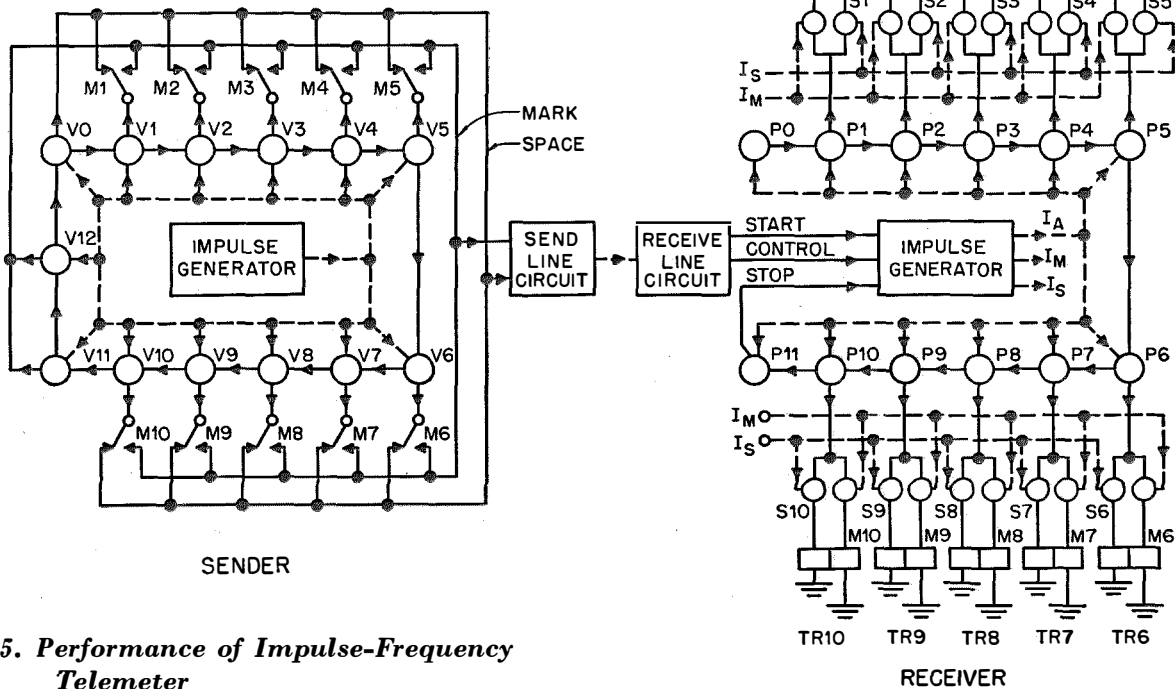 S1 S2 S3 S4 S5
M1 M2 M3 M4 M5
I_S
I_M
MARK
SPACE
V0 V1 V2 V3 V4 V5
P0 P1 P2 P3 P4 P5
V12
IMPULSE
GENERATOR
SEND
LINE
CIRCUIT
RECEIVE
LINE
CIRCUIT
START
CONTROL
STOP
IMPULSE
GENERATOR
I_A
I_M
I_S
V11 V10 V9 V8 V7 V6
P11 P10 P9 P8 P7 P6
M10 M9 M8 M7 M6
I_M
I_S
S10 S9 S8 S7 S6
M10 M9 M8 M7 M6
TR10 TR9 TR8 TR7 TR6
SENDER
RECEIVER
5. Performance of Impulse-Frequency
Telemeter